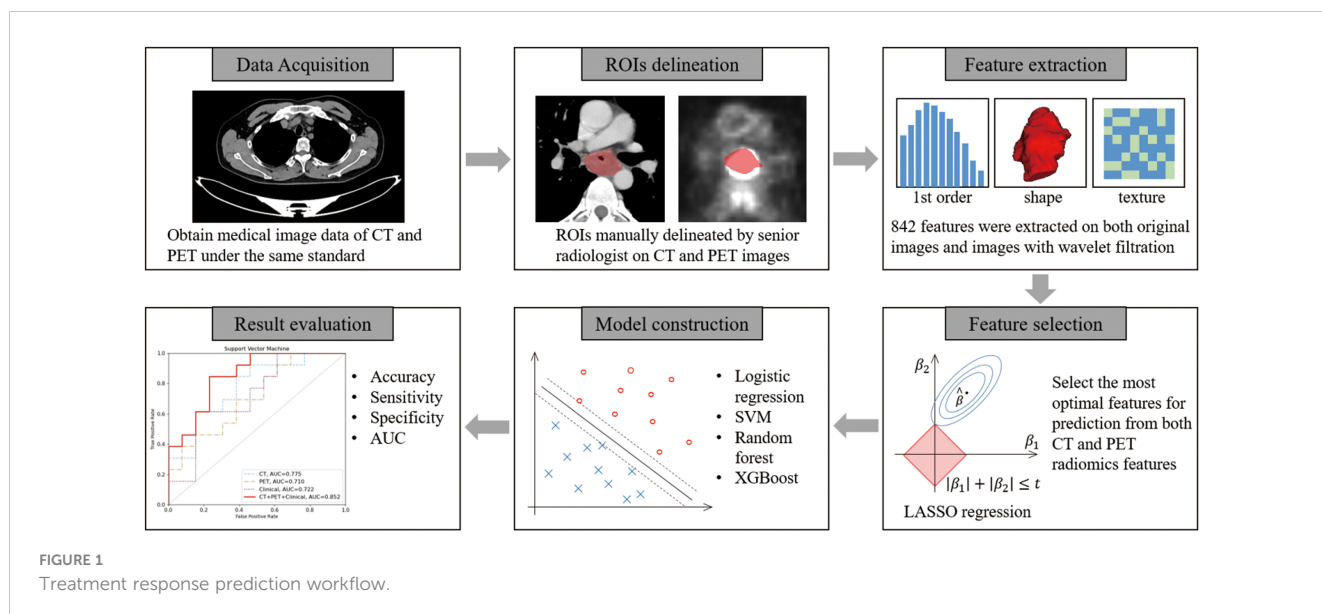 Data Acquisition
Obtain medical image data of CT and
PET under the same standard
ROIs delineation
ROIs manually delineated by senior
radiologist on CT and PET images
Feature extraction
1st order
shape
texture
842 features were extracted on both original
images and images with wavelet filtration
Feature selection
β₂
β̂
β₁
|β₁| + |β₂| ≤ t
LASSO regression
Select the most
optimal features for
prediction from both
CT and PET
radiomics features
Model construction
• Logistic
regression
• SVM
• Random
forest
• XGBoost
Result evaluation
Support Vector Machine
True Positive Rate
1.0
0.8
0.6
0.4
0.2
0.0
0.0 0.2 0.4 0.6 0.8 1.0
False Positive Rate
CT, AUC=0.775
PET, AUC=0.710
Clinical, AUC=0.722
CT+PET+Clinical, AUC=0.852
• Accuracy
• Sensitivity
• Specificity
• AUC
FIGURE 1
Treatment response prediction workflow.